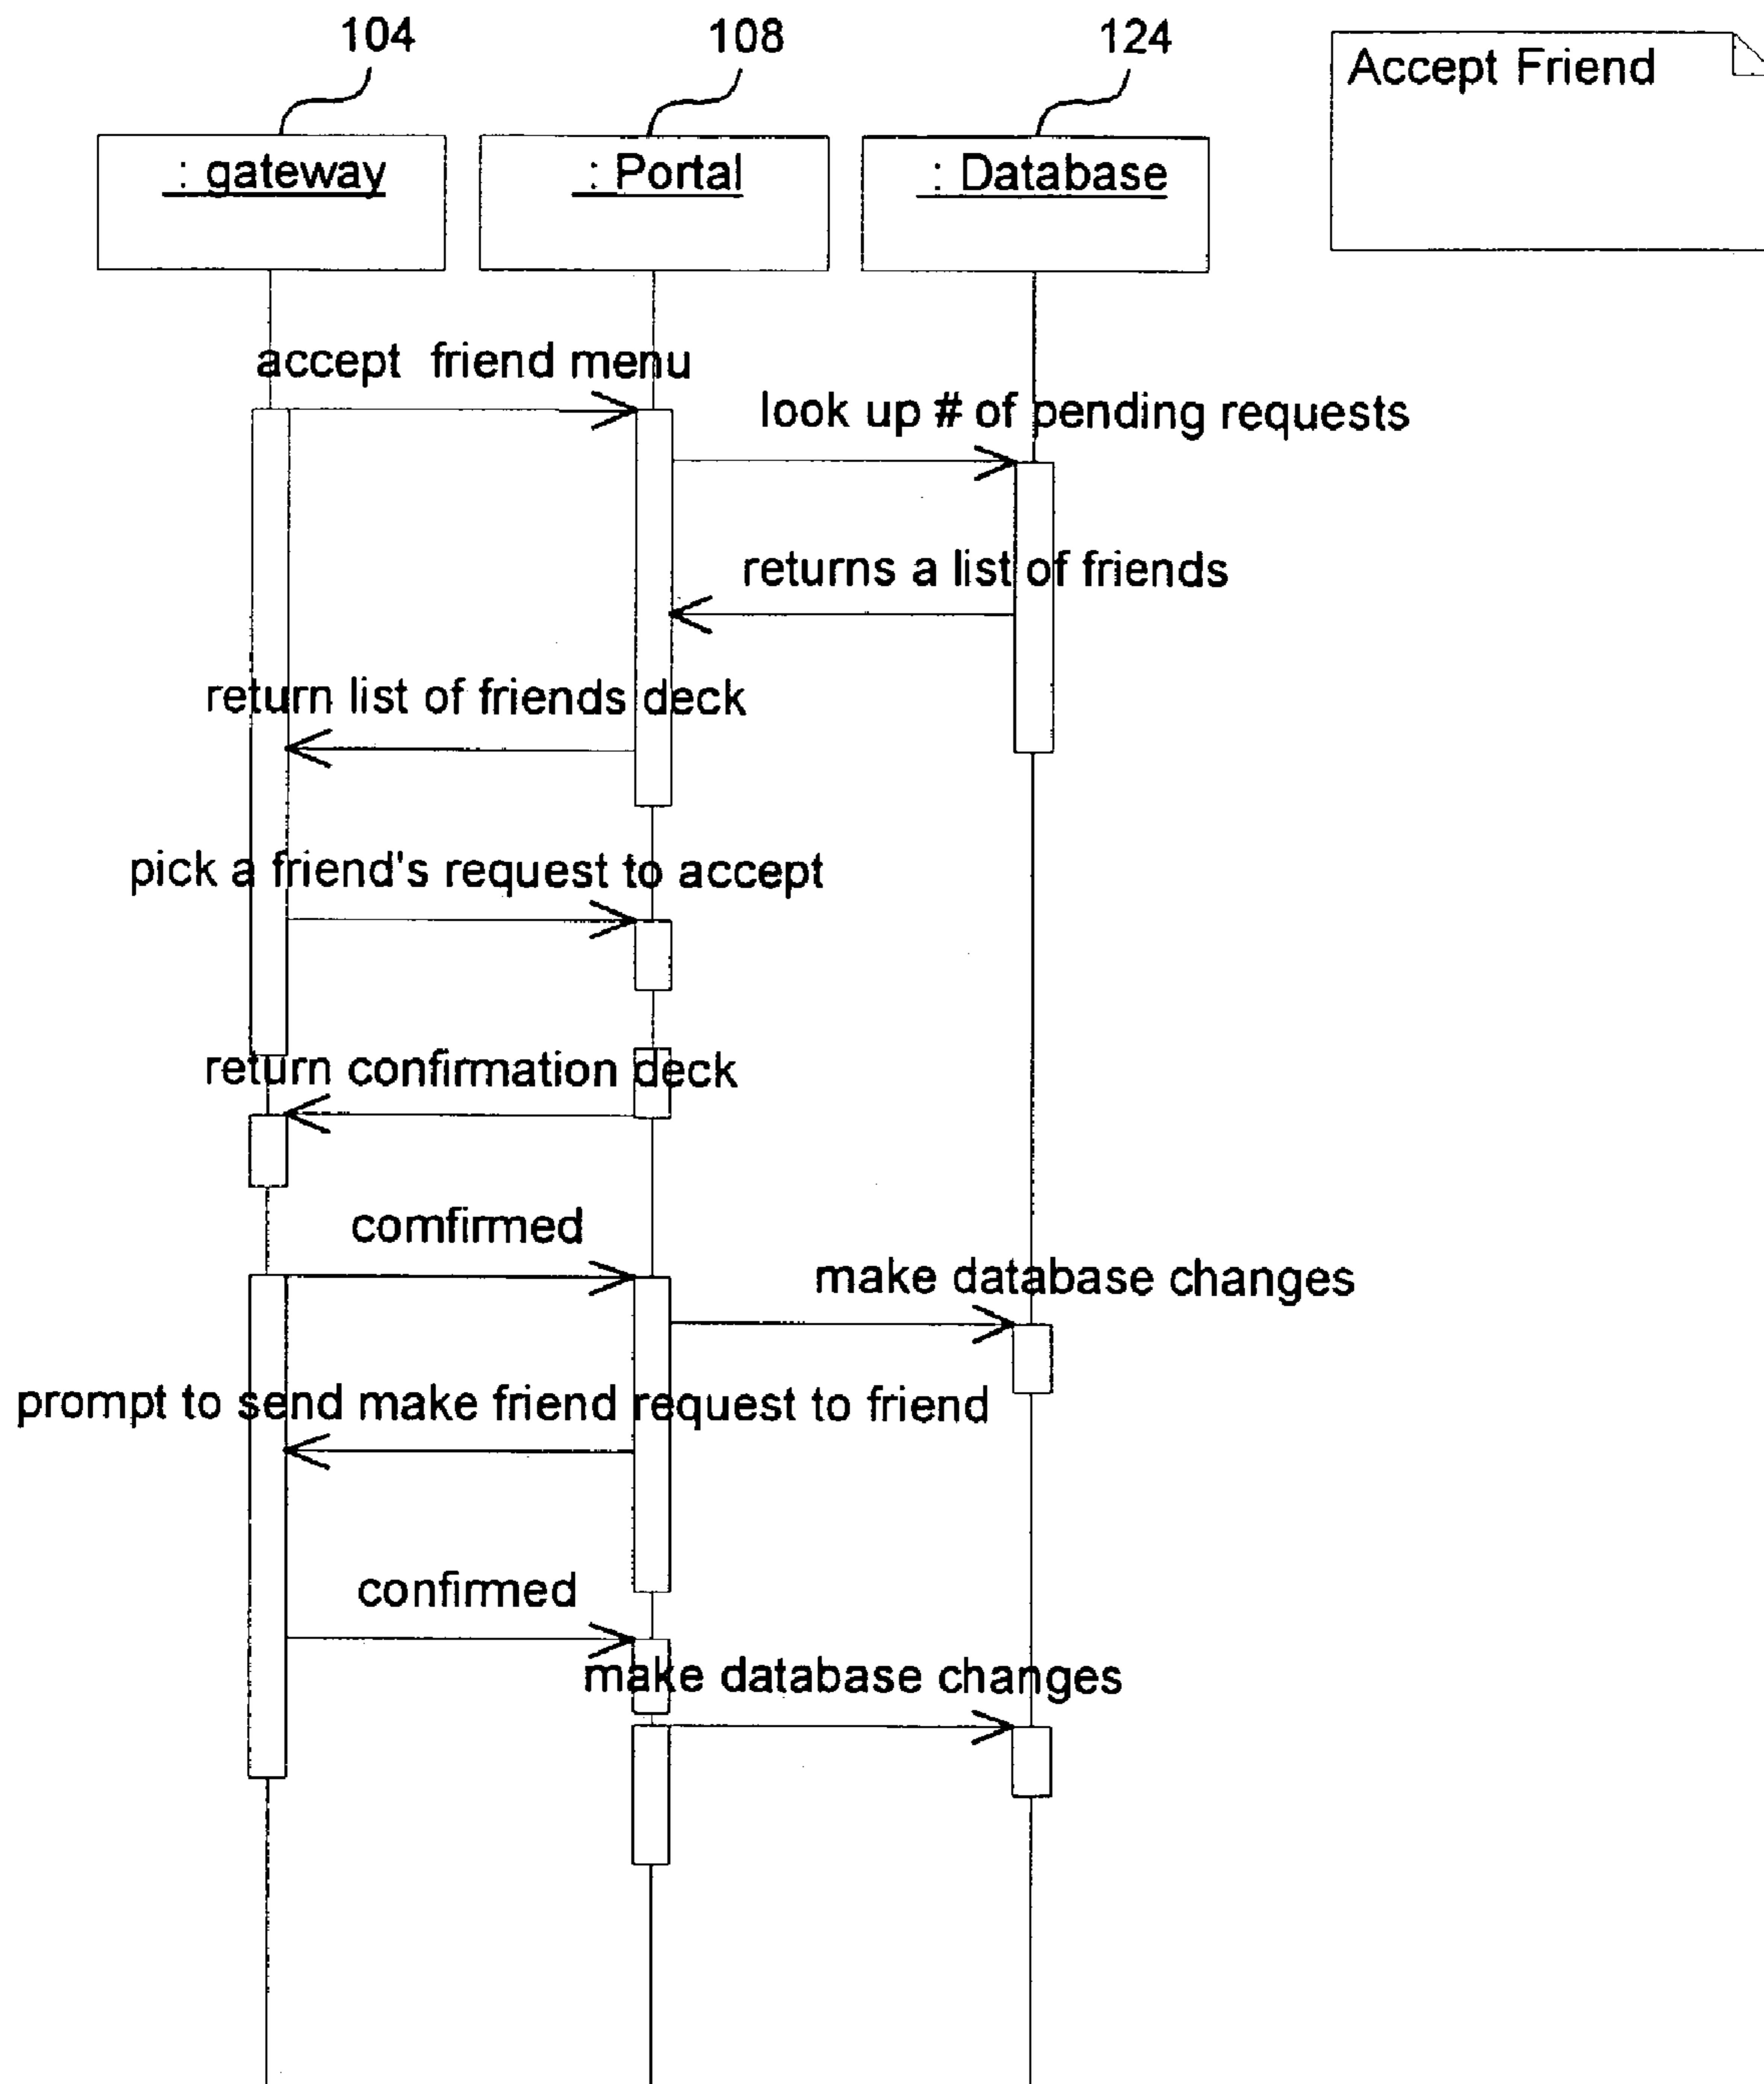 104
108
124
Accept Friend
: gateway
: Portal
: Database
accept friend menu
look up # of pending requests
returns a list of friends
return list of friends deck
pick a friend's request to accept
return confirmation deck
comfirmed
make database changes
prompt to send make friend request to friend
confirmed
make database changes